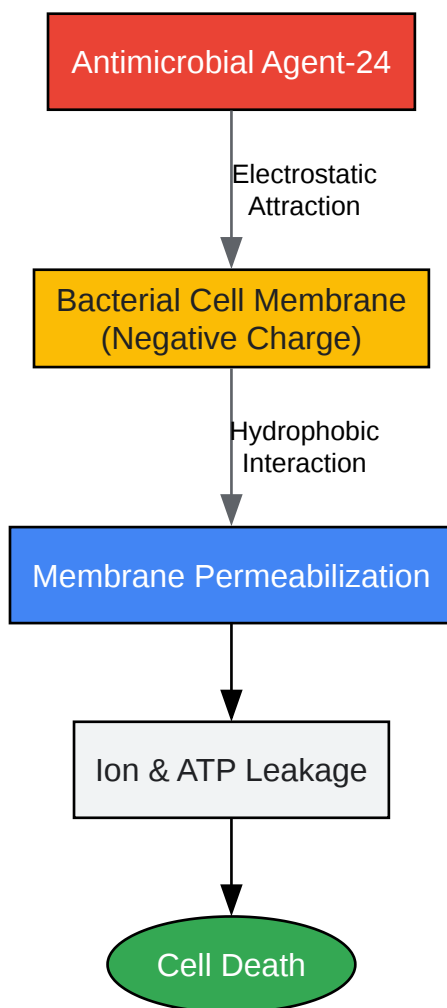 Antimicrobial Agent-24
Electrostatic
Attraction
Bacterial Cell Membrane
(Negative Charge)
Hydrophobic
Interaction
Membrane Permeabilization
Ion & ATP Leakage
Cell Death